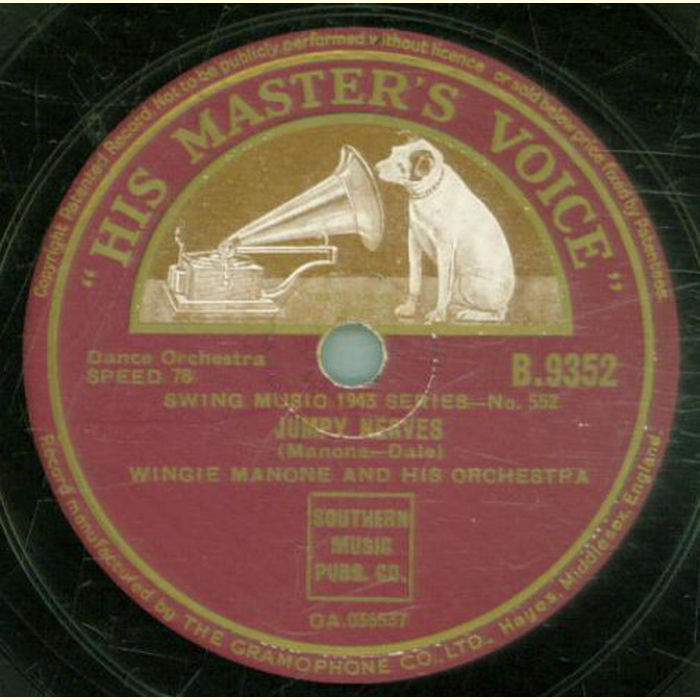 Copyright Patented Record Not to be publicly performed without licence or sold below price fixed by Patentees.
"HIS MASTER'S VOICE"
Dance Orchestra
SPEED 78
B.9352
SWING MUSIC 1943 SERIES—No. 552
JUMPY NERVES
(Manone—Dale)
WINGIE MANONE AND HIS ORCHESTRA
SOUTHERN
MUSIC
PUBG. CO.
Record manufactured by THE GRAMOPHONE CO., LTD., Hayes, Middlesex, England.